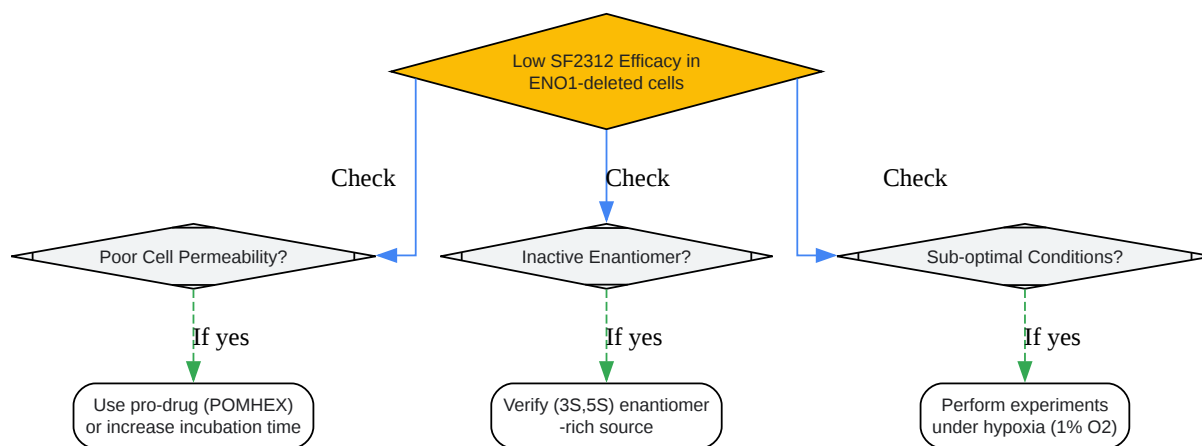 Low SF2312 Efficacy in
ENO1-deleted cells
Check
Check
Check
Poor Cell Permeability?
Inactive Enantiomer?
Sub-optimal Conditions?
If yes
If yes
If yes
Use pro-drug (POMHEX)
or increase incubation time
Verify (3S,5S) enantiomer
-rich source
Perform experiments
under hypoxia (1% O2)